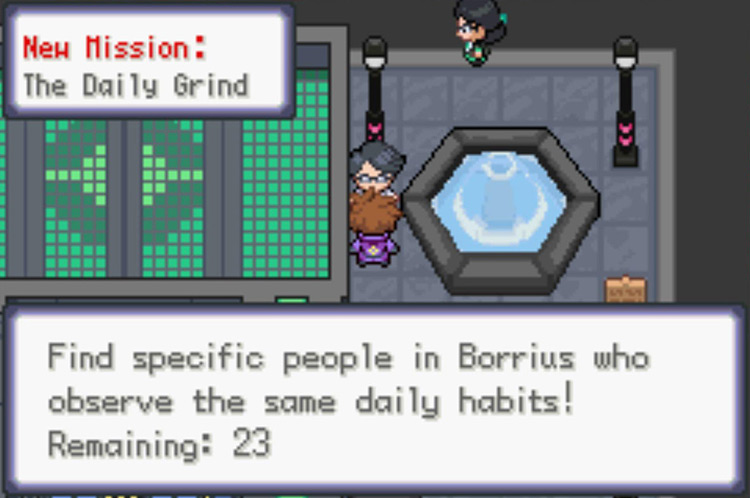 New Mission:
The Daily Grind
Find specific people in Borrius who
observe the same daily habits!
Remaining: 23